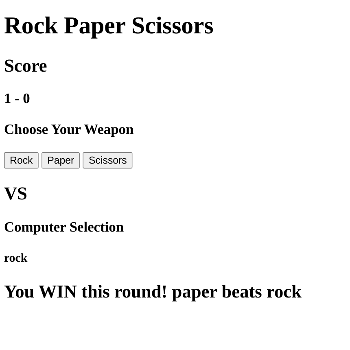 Rock Paper Scissors
Score
1 - 0
Choose Your Weapon
Rock Paper Scissors
VS
Computer Selection
rock
You WIN this round! paper beats rock